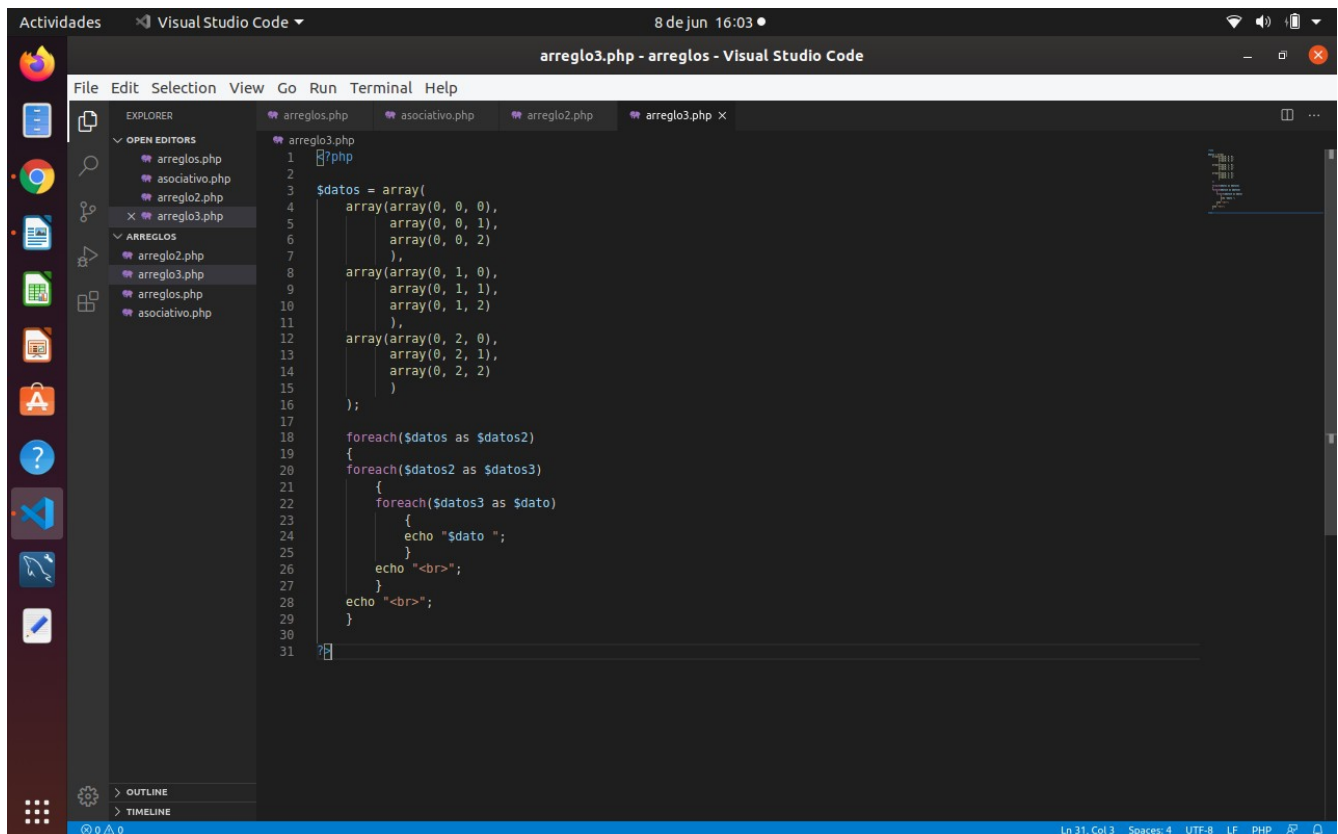 Actividades Visual Studio Code 8 de jun 16:03
arreglo3.php - arreglos - Visual Studio Code
File Edit Selection View Go Run Terminal Help
EXPLORER
OPEN EDITORS
arreglos.php
asociativo.php
arreglo2.php
arreglo3.php
ARREGLOS
arreglo2.php
arreglo3.php
arreglos.php
asociativo.php
OUTLINE
TIMELINE
arreglos.php asociativo.php arreglo2.php arreglo3.php
arreglo3.php
1 <?php
2
3 $datos = array(
4     array(array(0, 0, 0),
5           array(0, 0, 1),
6           array(0, 0, 2)
7           ),
8     array(array(0, 1, 0),
9           array(0, 1, 1),
10           array(0, 1, 2)
11           ),
12     array(array(0, 2, 0),
13           array(0, 2, 1),
14           array(0, 2, 2)
15           )
16     );
17
18     foreach($datos as $datos2)
19     {
20     foreach($datos2 as $datos3)
21         {
22         foreach($datos3 as $dato)
23             {
24             echo "$dato ";
25             }
26         echo "<br>";
27         }
28     echo "<br>";
29     }
30
31 ?>
0 0 Ln 31, Col 3 Spaces: 4 UTF-8 LF PHP